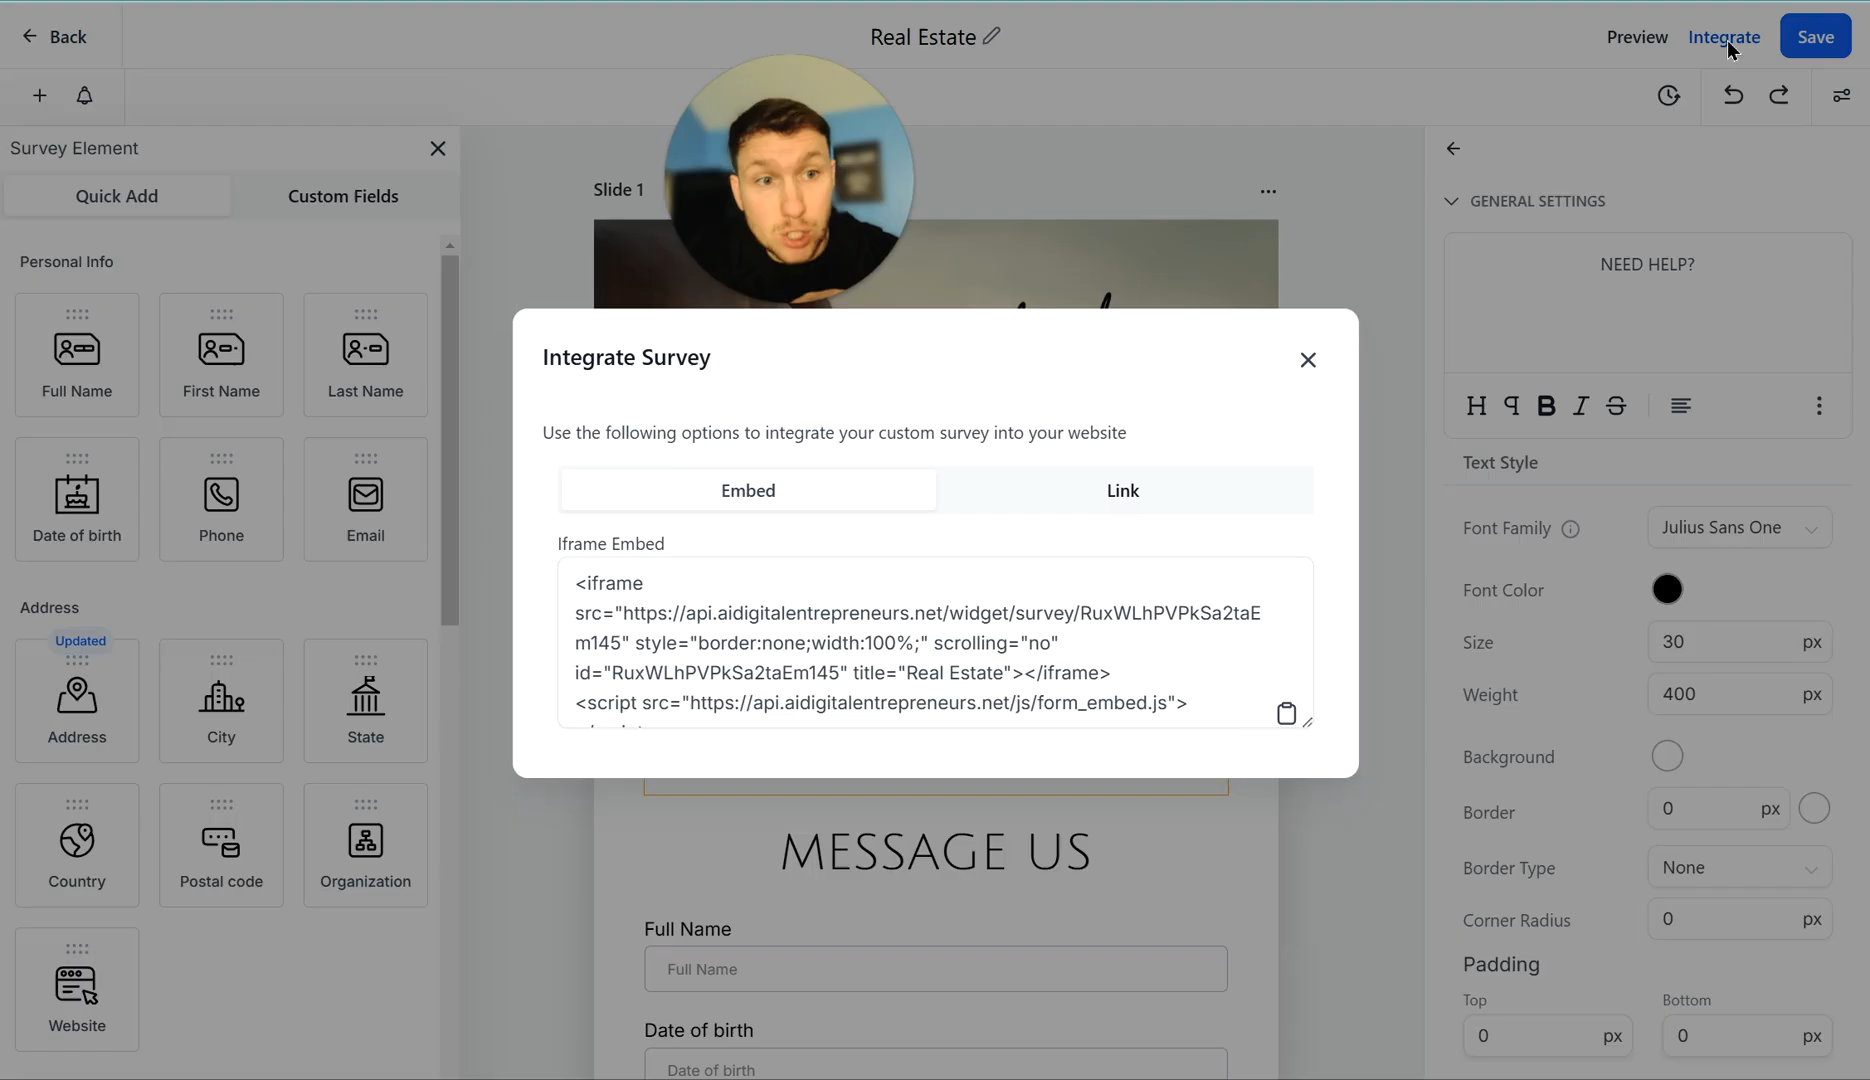 Back
Real Estate
Preview
Integrate
Save
Survey Element
Quick Add
Custom Fields
Personal Info
Full Name
First Name
Last Name
Date of birth
Phone
Email
Address
Updated
Address
City
State
Country
Postal code
Organization
Website
Slide 1
Integrate Survey
Use the following options to integrate your custom survey into your website
Embed
Link
Iframe Embed
<iframe
src="https://api.aidigitalentrepreneurs.net/widget/survey/RuxWLhPVPkSa2taE
m145" style="border:none;width:100%;" scrolling="no"
id="RuxWLhPVPkSa2taEm145" title="Real Estate"></iframe>
<script src="https://api.aidigitalentrepreneurs.net/js/form_embed.js">
MESSAGE US
Full Name
Full Name
Date of birth
Date of birth
GENERAL SETTINGS
NEED HELP?
H B I S
Text Style
Font Family
Julius Sans One
Font Color
Size
30 px
Weight
400 px
Background
Border
0 px
Border Type
None
Corner Radius
0 px
Padding
Top
Bottom
0 px
0 px